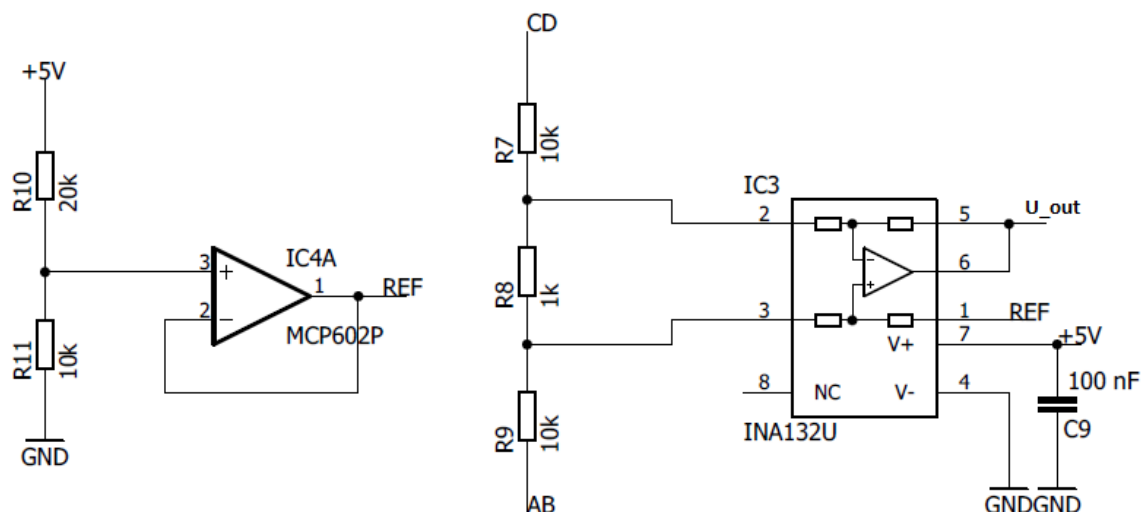 +5V
R10
20k
R11
10k
GND
3
2
+
-
1
IC4A
MCP602P
REF
CD
R7
10k
R8
1k
R9
10k
AB
IC3
2
3
8
NC
INA132U
-
+
V+
V-
5
6
1
7
4
U_out
REF
+5V
100 nF
C9
GND
GND